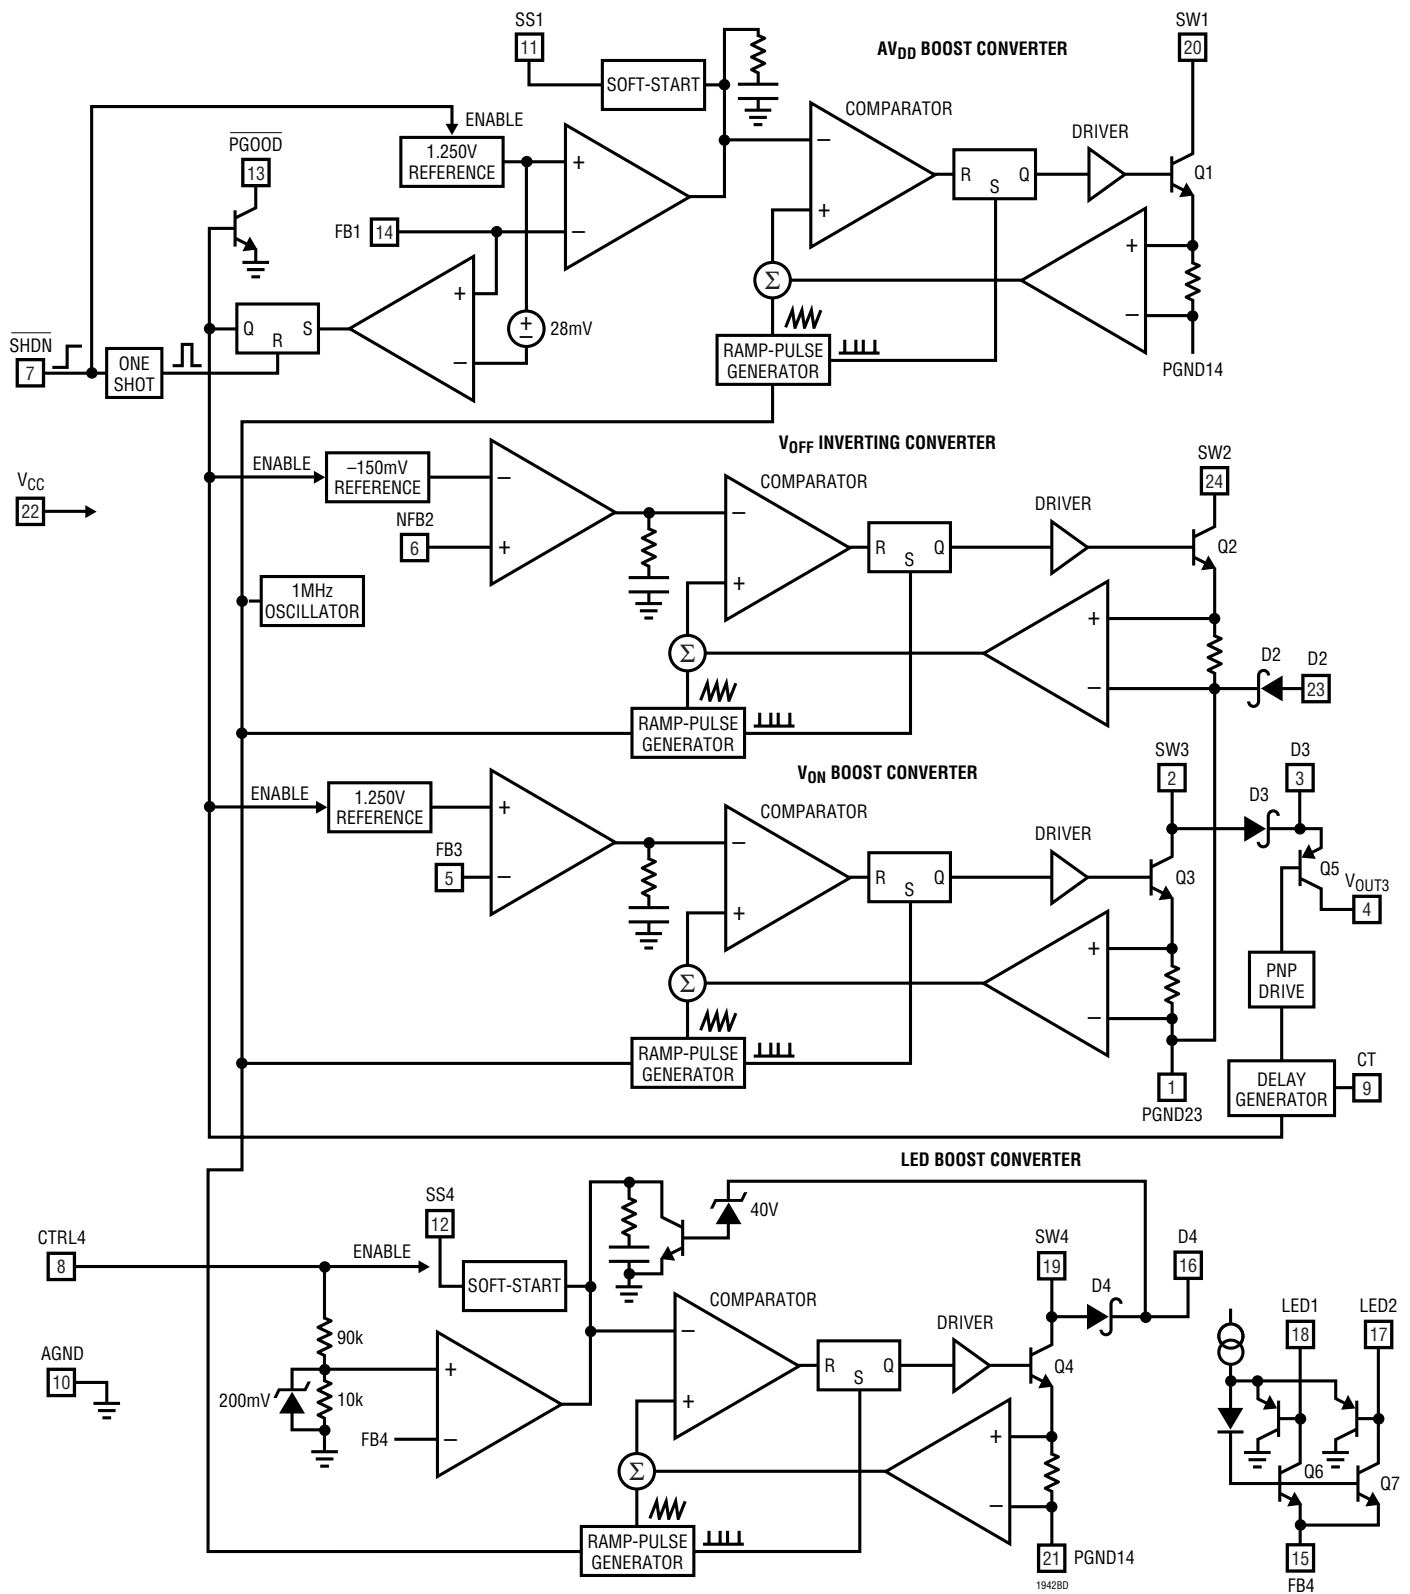 SS1
11
AVDD BOOST CONVERTER
SW1
20
SOFT-START
COMPARATOR
ENABLE
1.250V
REFERENCE
PGOOD
13
FB1
14
+
−
−
+
R
S
Q
DRIVER
Q1
+
−
PGND14
Σ
RAMP-PULSE
GENERATOR
+
−
28mV
+
−
Q
R
S
SHDN
7
ONE
SHOT
VOFF INVERTING CONVERTER
VCC
22
ENABLE
–150mV
REFERENCE
NFB2
6
−
+
COMPARATOR
−
+
R
S
Q
DRIVER
SW2
24
Q2
1MHz
OSCILLATOR
+
−
Σ
D2
D2
23
RAMP-PULSE
GENERATOR
VON BOOST CONVERTER
SW3
2
D3
3
ENABLE
1.250V
REFERENCE
FB3
5
+
−
COMPARATOR
−
+
R
S
Q
DRIVER
Q3
D3
Q5
VOUT3
4
+
−
Σ
PNP
DRIVE
RAMP-PULSE
GENERATOR
1
PGND23
DELAY
GENERATOR
CT
9
LED BOOST CONVERTER
CTRL4
8
ENABLE
SS4
12
SOFT-START
40V
SW4
19
D4
D4
16
COMPARATOR
90k
10k
200mV
AGND
10
FB4
+
−
−
+
R
S
Q
DRIVER
Q4
LED1
18
LED2
17
+
−
Σ
Q6
Q7
RAMP-PULSE
GENERATOR
21
PGND14
15
FB4
1942BD